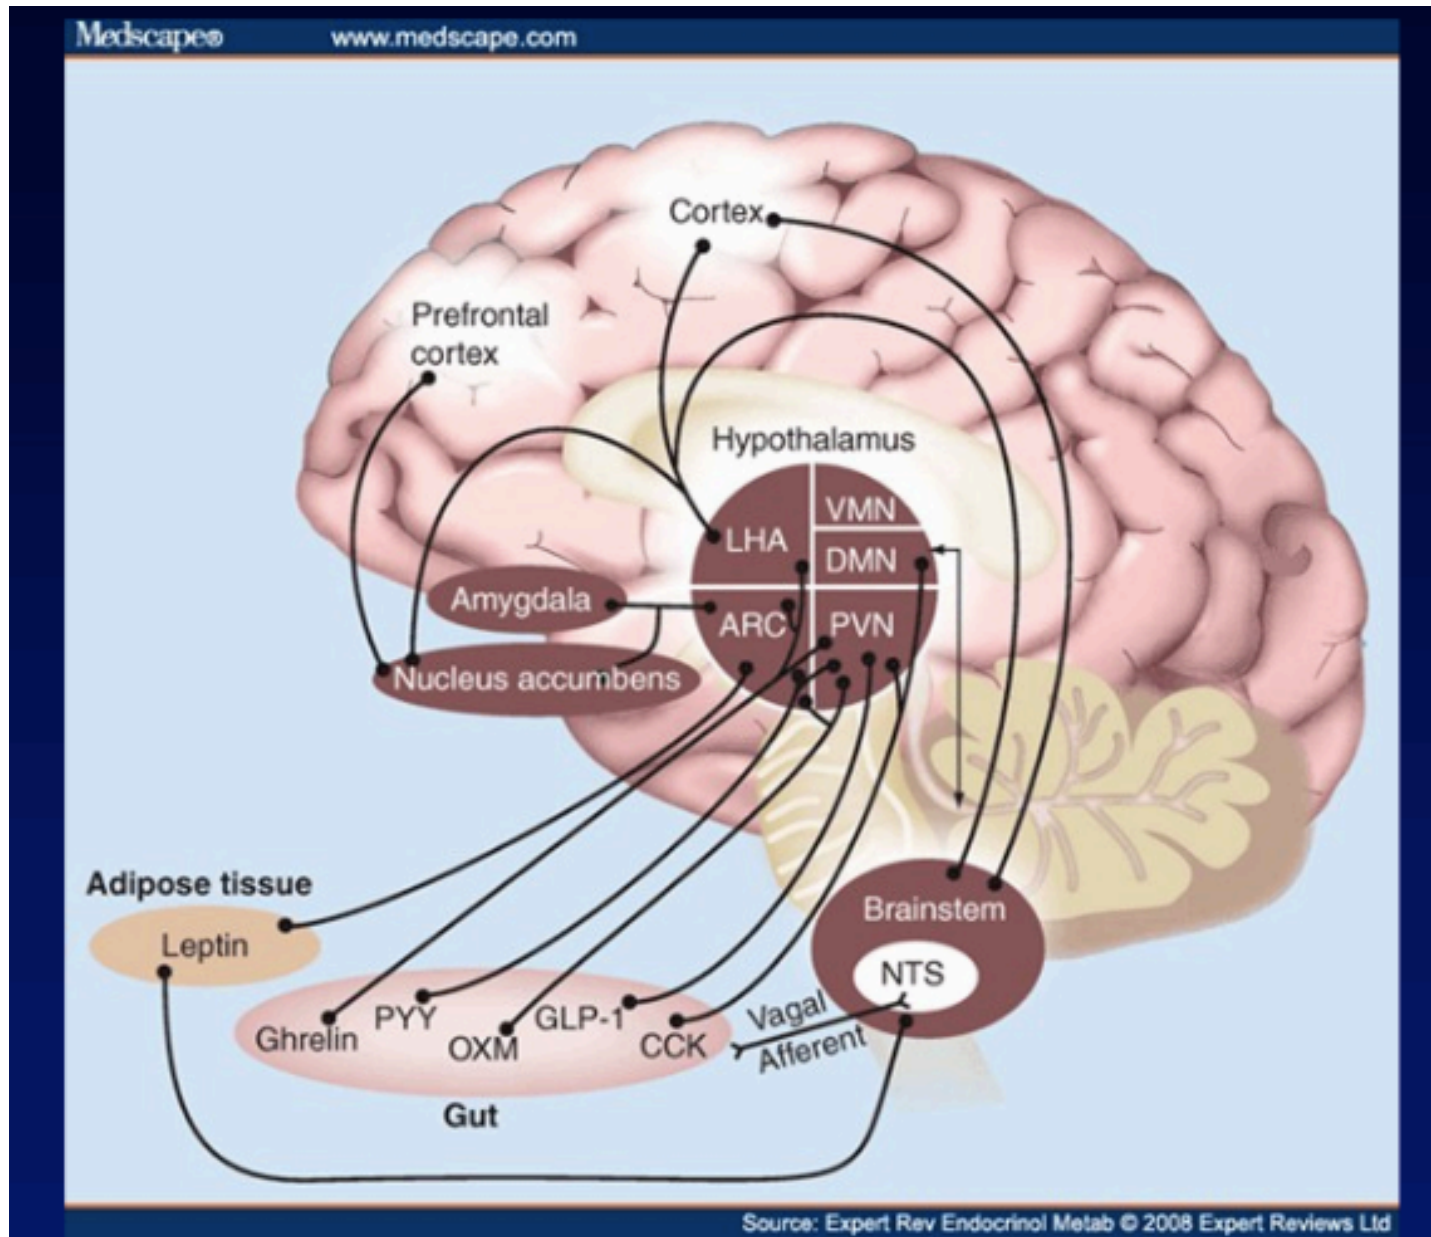 Medscape® www.medscape.com
Cortex
Prefrontal
cortex
Hypothalamus
VMN
LHA
DMN
Amygdala
ARC
PVN
Nucleus accumbens
Adipose tissue
Leptin
Brainstem
NTS
Vagal
Afferent
Ghrelin
PYY
OXM
GLP-1
CCK
Gut
Source: Expert Rev Endocrinol Metab © 2008 Expert Reviews Ltd